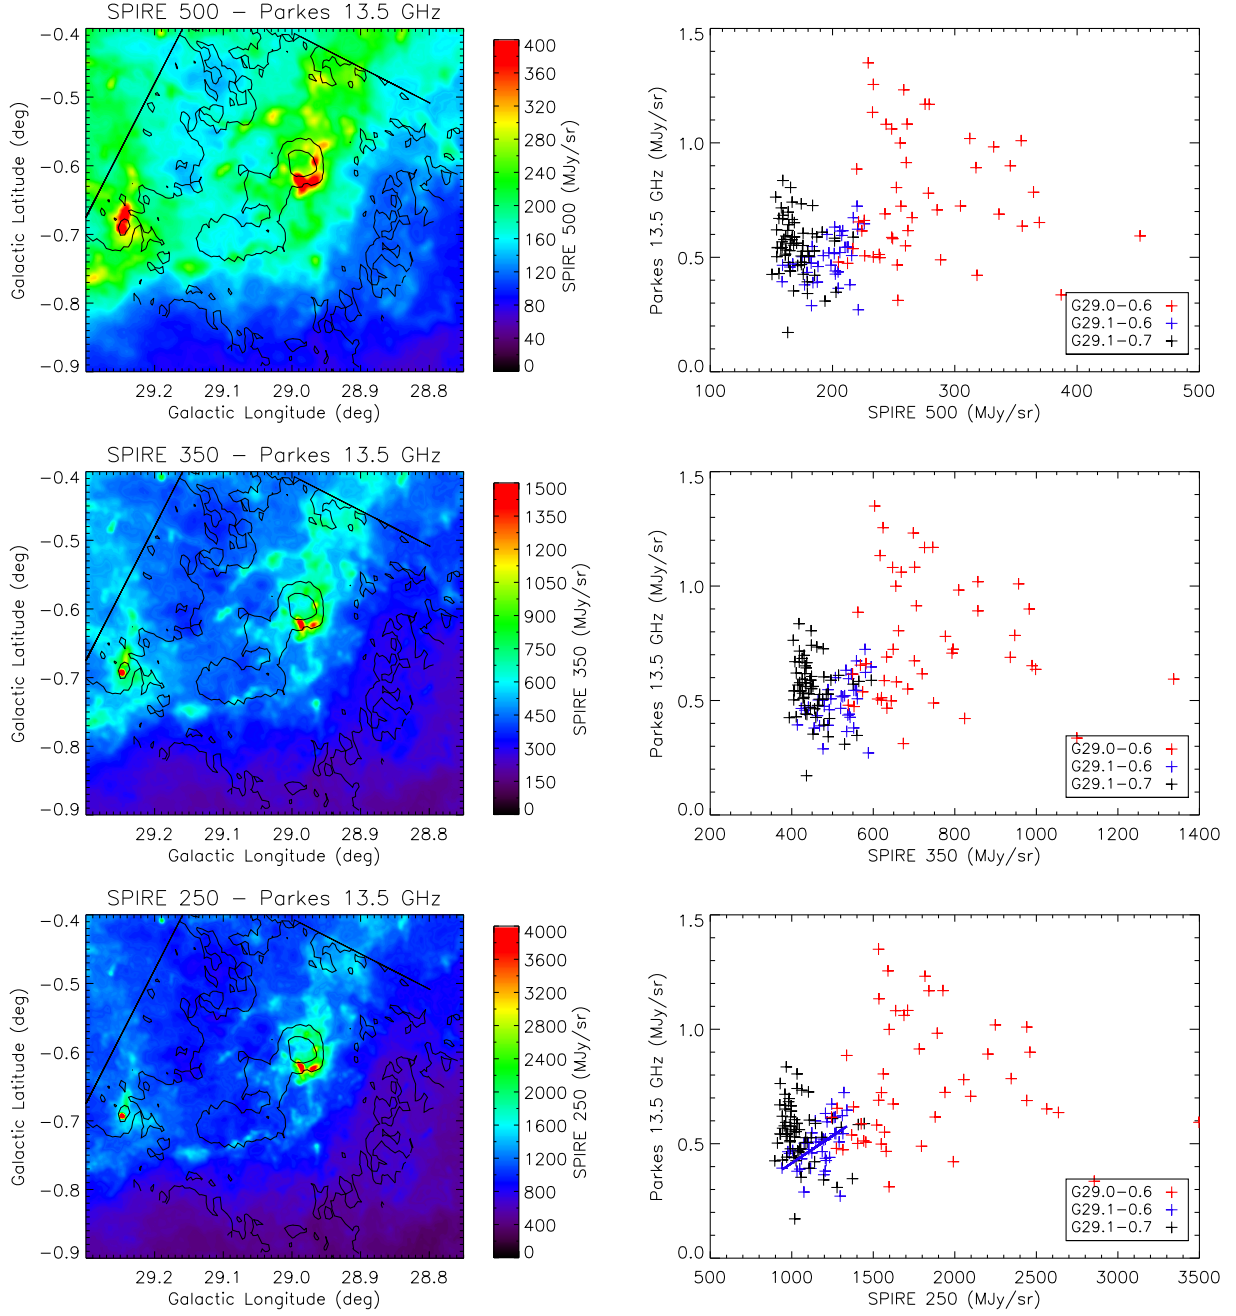 SPIRE 500 − Parkes 13.5 GHz
−0.4
−0.5
−0.6
−0.7
−0.8
−0.9
Galactic Latitude (deg)
29.2 29.1 29.0 28.9 28.8
Galactic Longitude (deg)
400
360
320
280
240
200
160
120
80
40
0
SPIRE 500 (MJy/sr)
1.5
1.0
0.5
0.0
Parkes 13.5 GHz (MJy/sr)
G29.0−0.6
G29.1−0.6
G29.1−0.7
100 200 300 400 500
SPIRE 500 (MJy/sr)
SPIRE 350 − Parkes 13.5 GHz
−0.4
−0.5
−0.6
−0.7
−0.8
−0.9
Galactic Latitude (deg)
29.2 29.1 29.0 28.9 28.8
Galactic Longitude (deg)
1500
1350
1200
1050
900
750
600
450
300
150
0
SPIRE 350 (MJy/sr)
1.5
1.0
0.5
0.0
Parkes 13.5 GHz (MJy/sr)
G29.0−0.6
G29.1−0.6
G29.1−0.7
200 400 600 800 1000 1200 1400
SPIRE 350 (MJy/sr)
SPIRE 250 − Parkes 13.5 GHz
−0.4
−0.5
−0.6
−0.7
−0.8
−0.9
Galactic Latitude (deg)
29.2 29.1 29.0 28.9 28.8
Galactic Longitude (deg)
4000
3600
3200
2800
2400
2000
1600
1200
800
400
0
SPIRE 250 (MJy/sr)
1.5
1.0
0.5
0.0
Parkes 13.5 GHz (MJy/sr)
G29.0−0.6
G29.1−0.6
G29.1−0.7
500 1000 1500 2000 2500 3000 3500
SPIRE 250 (MJy/sr)